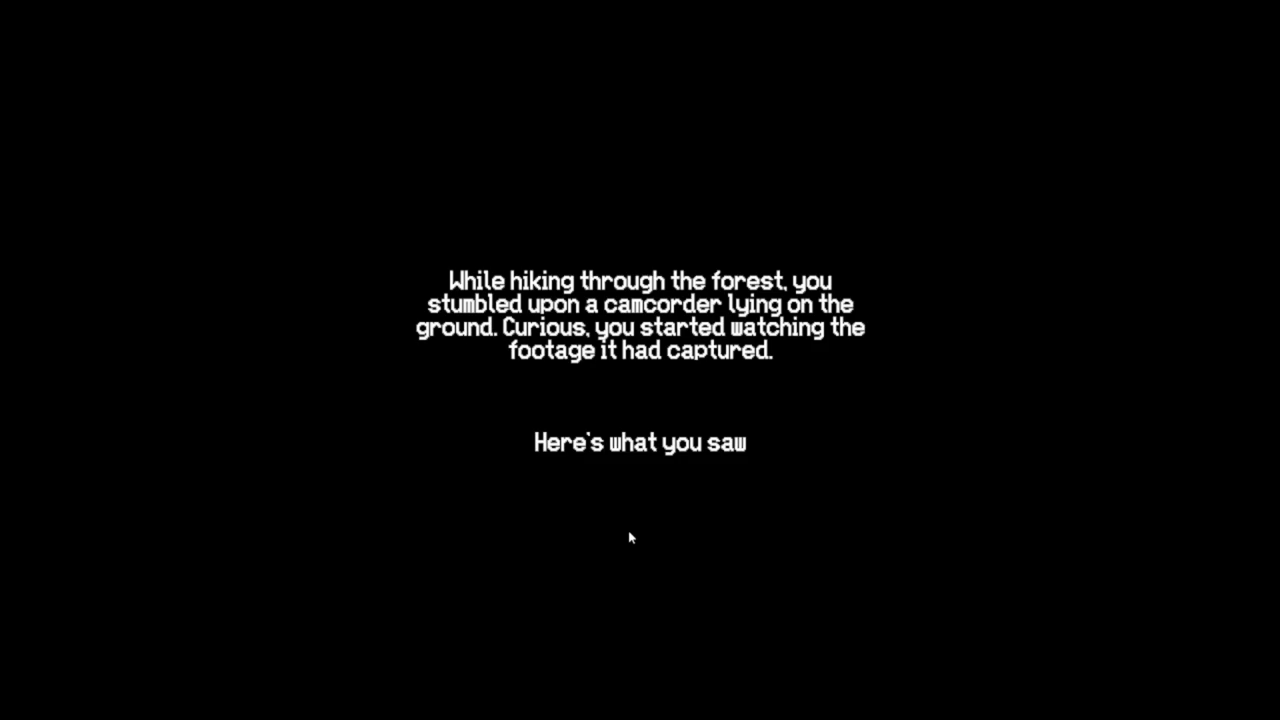 While hiking through the forest, you
stumbled upon a camcorder lying on the
ground. Curious, you started watching the
footage it had captured.
Here's what you saw